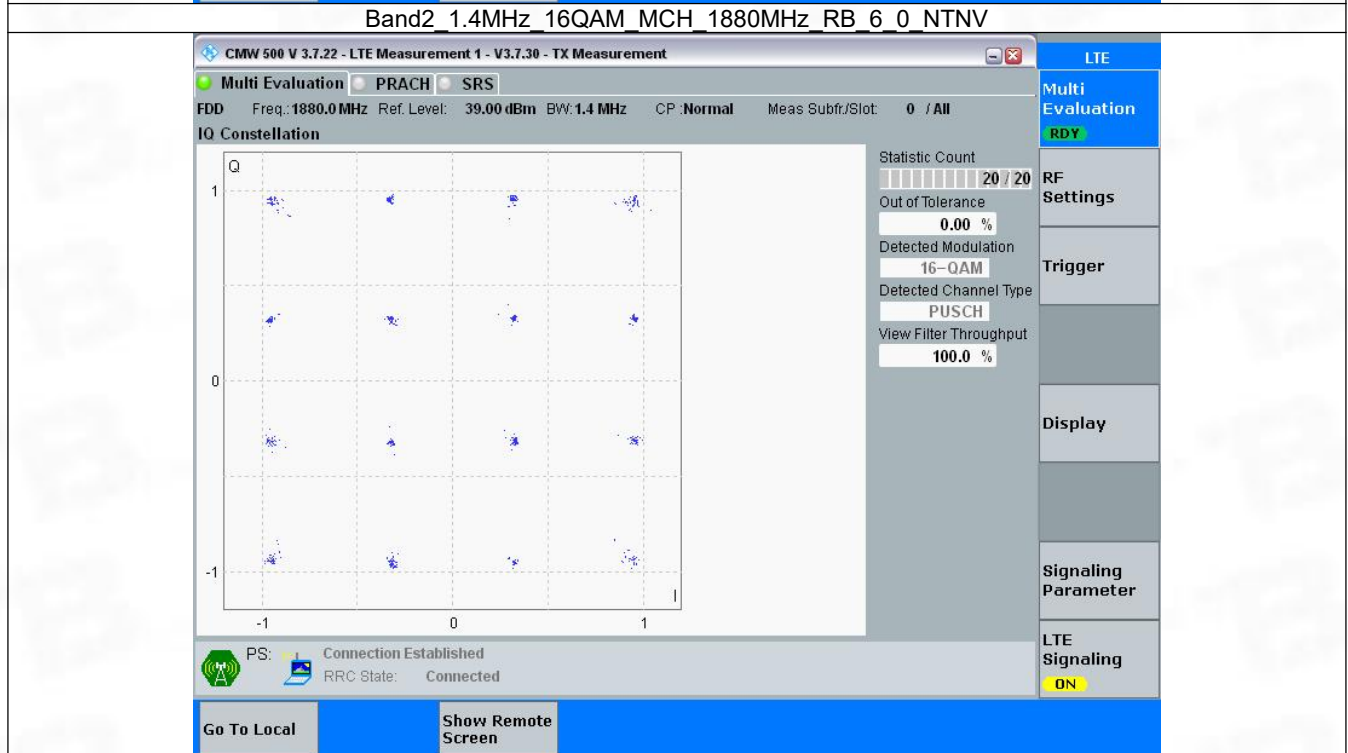 Band2_1.4MHz_16QAM_MCH_1880MHz_RB_6_0_NTNV
CMW 500 V 3.7.22 - LTE Measurement 1 - V3.7.30 - TX Measurement
LTE
Multi Evaluation PRACH SRS
FDD Freq.:1880.0 MHz Ref. Level: 39.00 dBm BW:1.4 MHz CP :Normal Meas Subfr./Slot: 0 / All
IQ Constellation
Q
1
0
-1
I
-1 0 1
Statistic Count
20 / 20
Out of Tolerance
0.00 %
Detected Modulation
16-QAM
Detected Channel Type
PUSCH
View Filter Throughput
100.0 %
Multi
Evaluation
RDY
RF
Settings
Trigger
Display
Signaling
Parameter
LTE
Signaling
ON
PS: Connection Established
RRC State: Connected
Go To Local
Show Remote
Screen